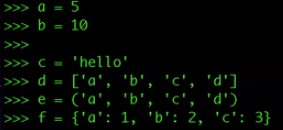 >>> a = 5
>>> b = 10
>>>
>>> c = 'hello'
>>> d = ['a', 'b', 'c', 'd']
>>> e = ('a', 'b', 'c', 'd')
>>> f = {'a': 1, 'b': 2, 'c': 3}